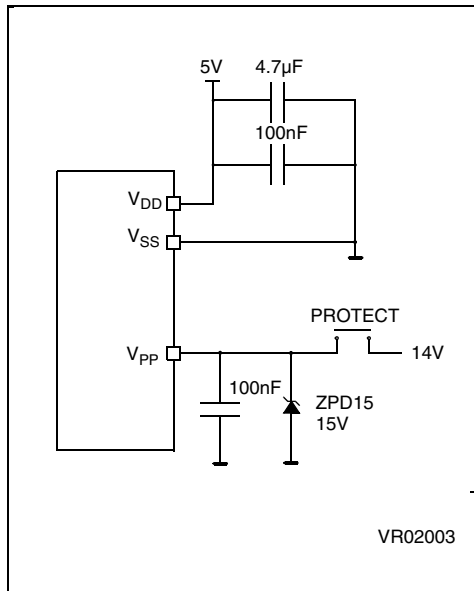 5V
4.7µF
100nF
VDD
VSS
PROTECT
VPP
14V
100nF
ZPD15
15V
VR02003